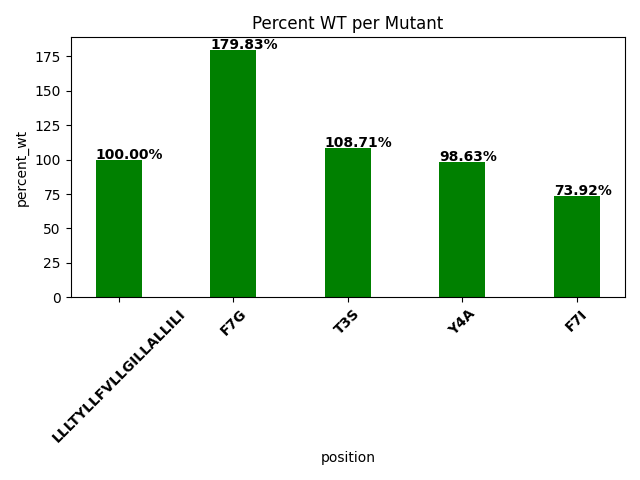 Percent WT per Mutant
percent_wt
175
150
125
100
75
50
25
0
100.00%
179.83%
108.71%
98.63%
73.92%
LLLTYLLFVLLGILLALLILI
F7G
T3S
Y4A
F7I
position